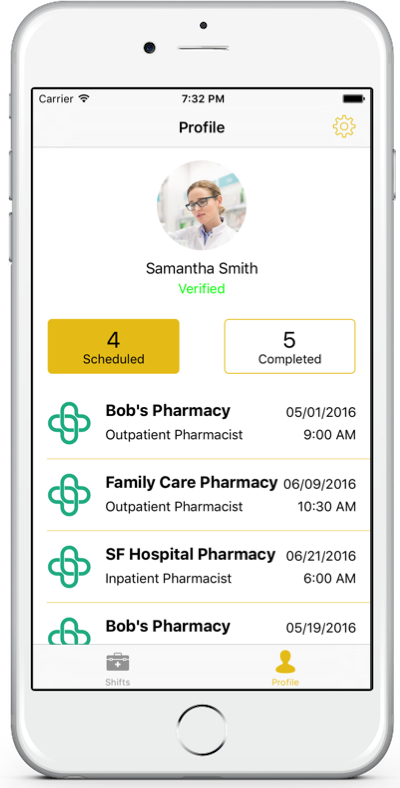 Carrier 7:32 PM
Profile
Samantha Smith
Verified
4 5
Scheduled Completed
Bob's Pharmacy 05/01/2016
Outpatient Pharmacist 9:00 AM
Family Care Pharmacy 06/09/2016
Outpatient Pharmacist 10:30 AM
SF Hospital Pharmacy 06/21/2016
Inpatient Pharmacist 6:00 AM
Bob's Pharmacy 05/19/2016
Shifts Profile